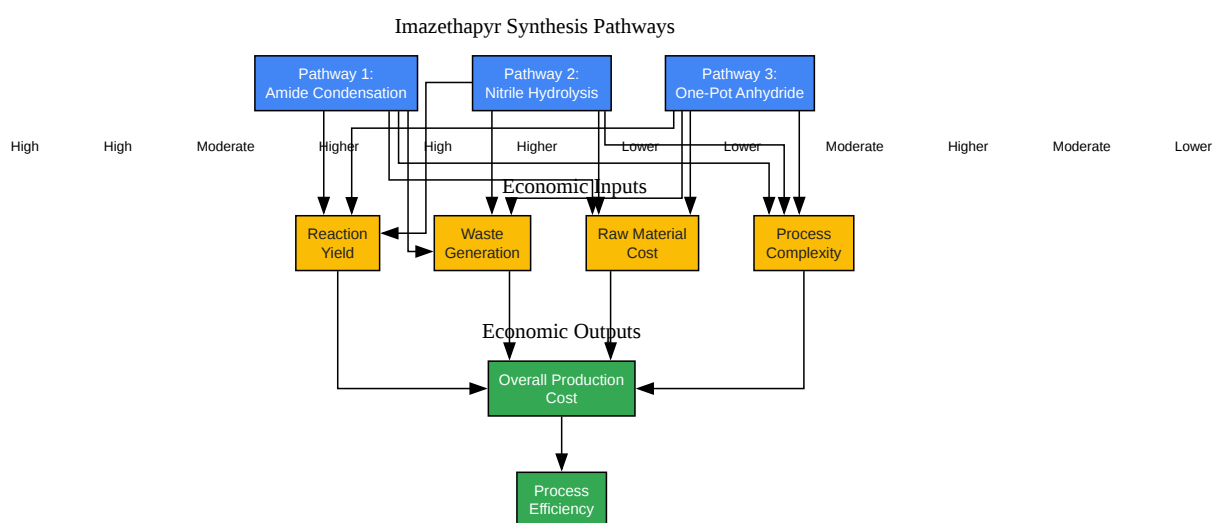 Imazethapyr Synthesis Pathways
Pathway 1:
Amide Condensation
Pathway 2:
Nitrile Hydrolysis
Pathway 3:
One-Pot Anhydride
High
High
Moderate
Higher
High
Higher
Lower
Lower
Moderate
Higher
Moderate
Lower
Economic Inputs
Reaction
Yield
Waste
Generation
Raw Material
Cost
Process
Complexity
Economic Outputs
Overall Production
Cost
Process
Efficiency